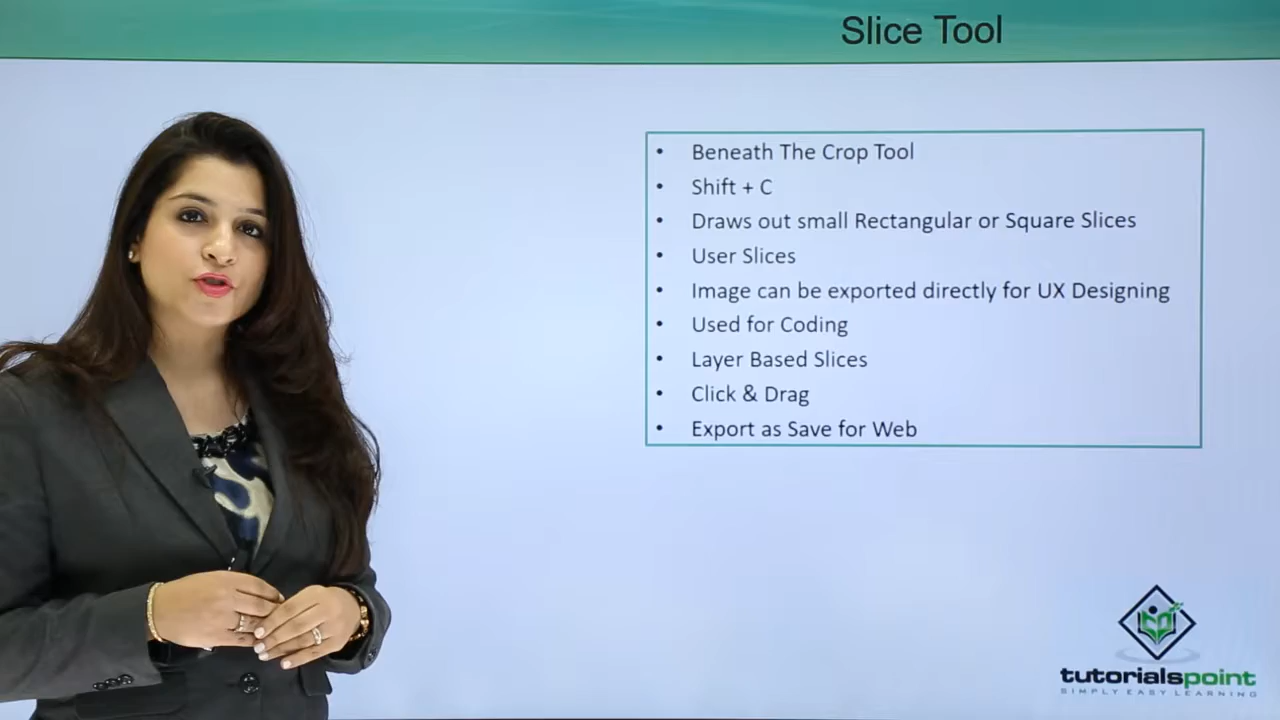 Slice Tool
• Beneath The Crop Tool
• Shift + C
• Draws out small Rectangular or Square Slices
• User Slices
• Image can be exported directly for UX Designing
• Used for Coding
• Layer Based Slices
• Click & Drag
• Export as Save for Web
tutorialspoint
SIMPLY EASY LEARNING